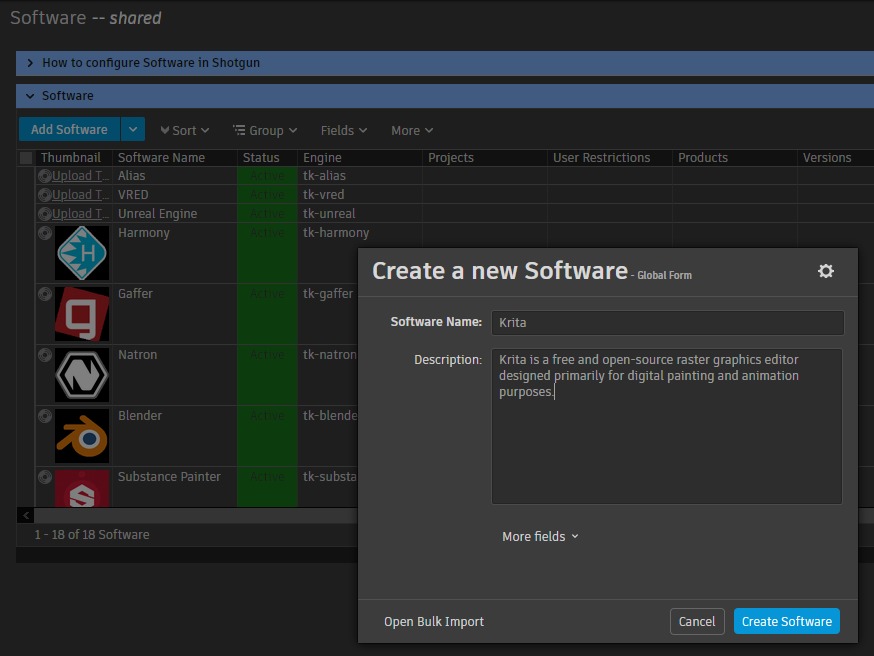 Software -- shared
How to configure Software in Shotgun
Software
Add Software Sort Group Fields More
Thumbnail Software Name Status Engine Projects User Restrictions Products Versions
Upload T... Alias Active tk-alias
Upload T... VRED Active tk-vred
Upload T... Unreal Engine Active tk-unreal
Harmony Active tk-harmony
H
Gaffer Active tk-gaffer
g
Natron Active tk-natron
N
Blender Active tk-blende
Substance Painter Active tk-substa
S
1 - 18 of 18 Software
Create a new Software - Global Form
Software Name: Krita
Description: Krita is a free and open-source raster graphics editor
designed primarily for digital painting and animation
purposes.
More fields
Open Bulk Import Cancel Create Software